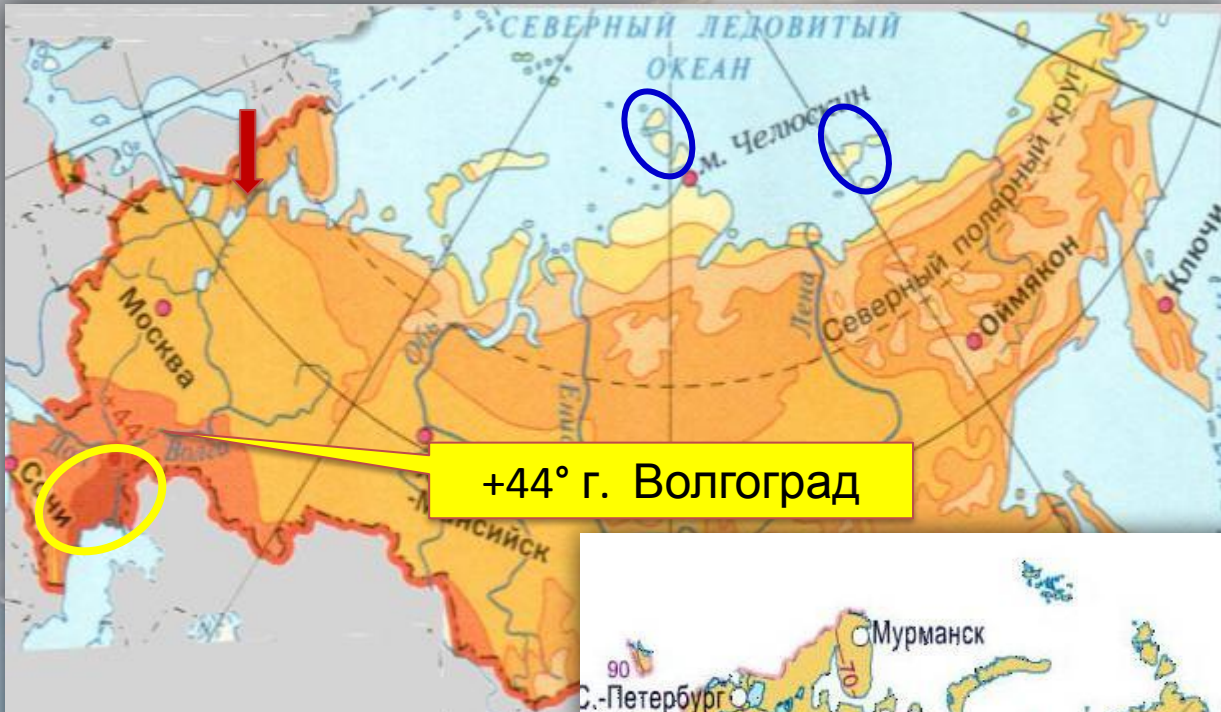 СЕВЕРНЫЙ ЛЕДОВИТЫЙ
ОКЕАН
м. Челюскин
Северный полярный круг
Ключи
Оймякон
Лена
Обь
Москва
+44
Дон
Волга
Сочи
+44° г. Волгоград
-Мансийск
Мурманск
90
70
С.-Петербург